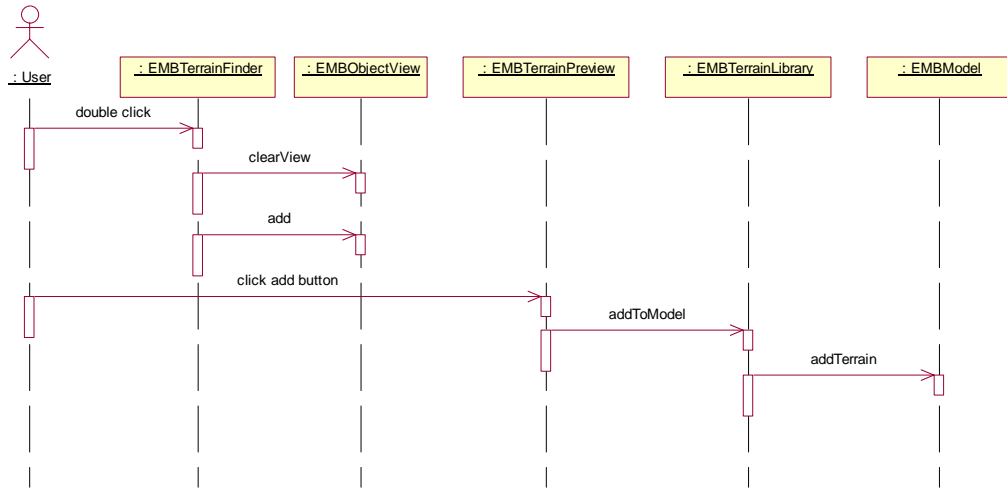 : User
: EMBTerrainFinder
: EMBObjectView
: EMBTerrainPreview
: EMBTerrainLibrary
: EMBModel
double click
clearView
add
click add button
addToModel
addTerrain